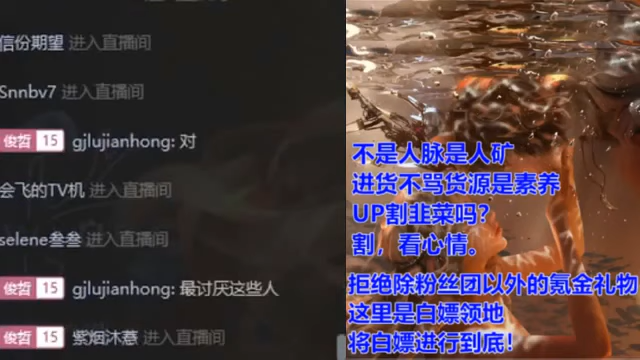 信份期望 进入直播间
Snnbv7 进入直播间
俊哲 15 gjlujianhong: 对
会飞的TV机 进入直播间
selene叁叁 进入直播间
俊哲 15 gjlujianhong: 最讨厌这些人
俊哲 15 紫烟沐惷 进入直播间
不是人脉是人矿
进货不骂货源是素养
UP割韭菜吗?
割，看心情。
拒绝除粉丝团以外的氪金礼物
这里是白嫖领地
将白嫖进行到底!